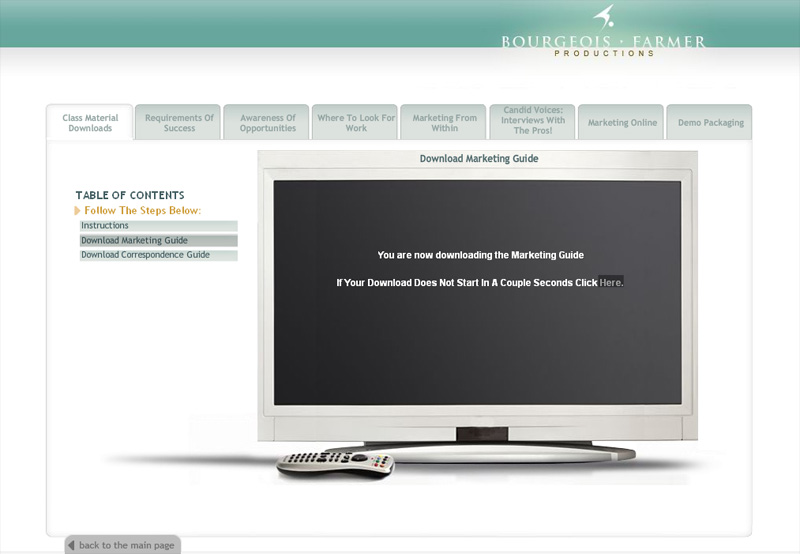 BOURGEOIS · FARMER
PRODUCTIONS
Class Material
Downloads
Requirements Of
Success
Awareness Of
Opportunities
Where To Look For
Work
Marketing From
Within
Candid Voices:
Interviews With
The Pros!
Marketing Online
Demo Packaging
Download Marketing Guide
TABLE OF CONTENTS
Follow The Steps Below:
Instructions
Download Marketing Guide
Download Correspondence Guide
You are now downloading the Marketing Guide
If Your Download Does Not Start In A Couple Seconds Click Here.
back to the main page